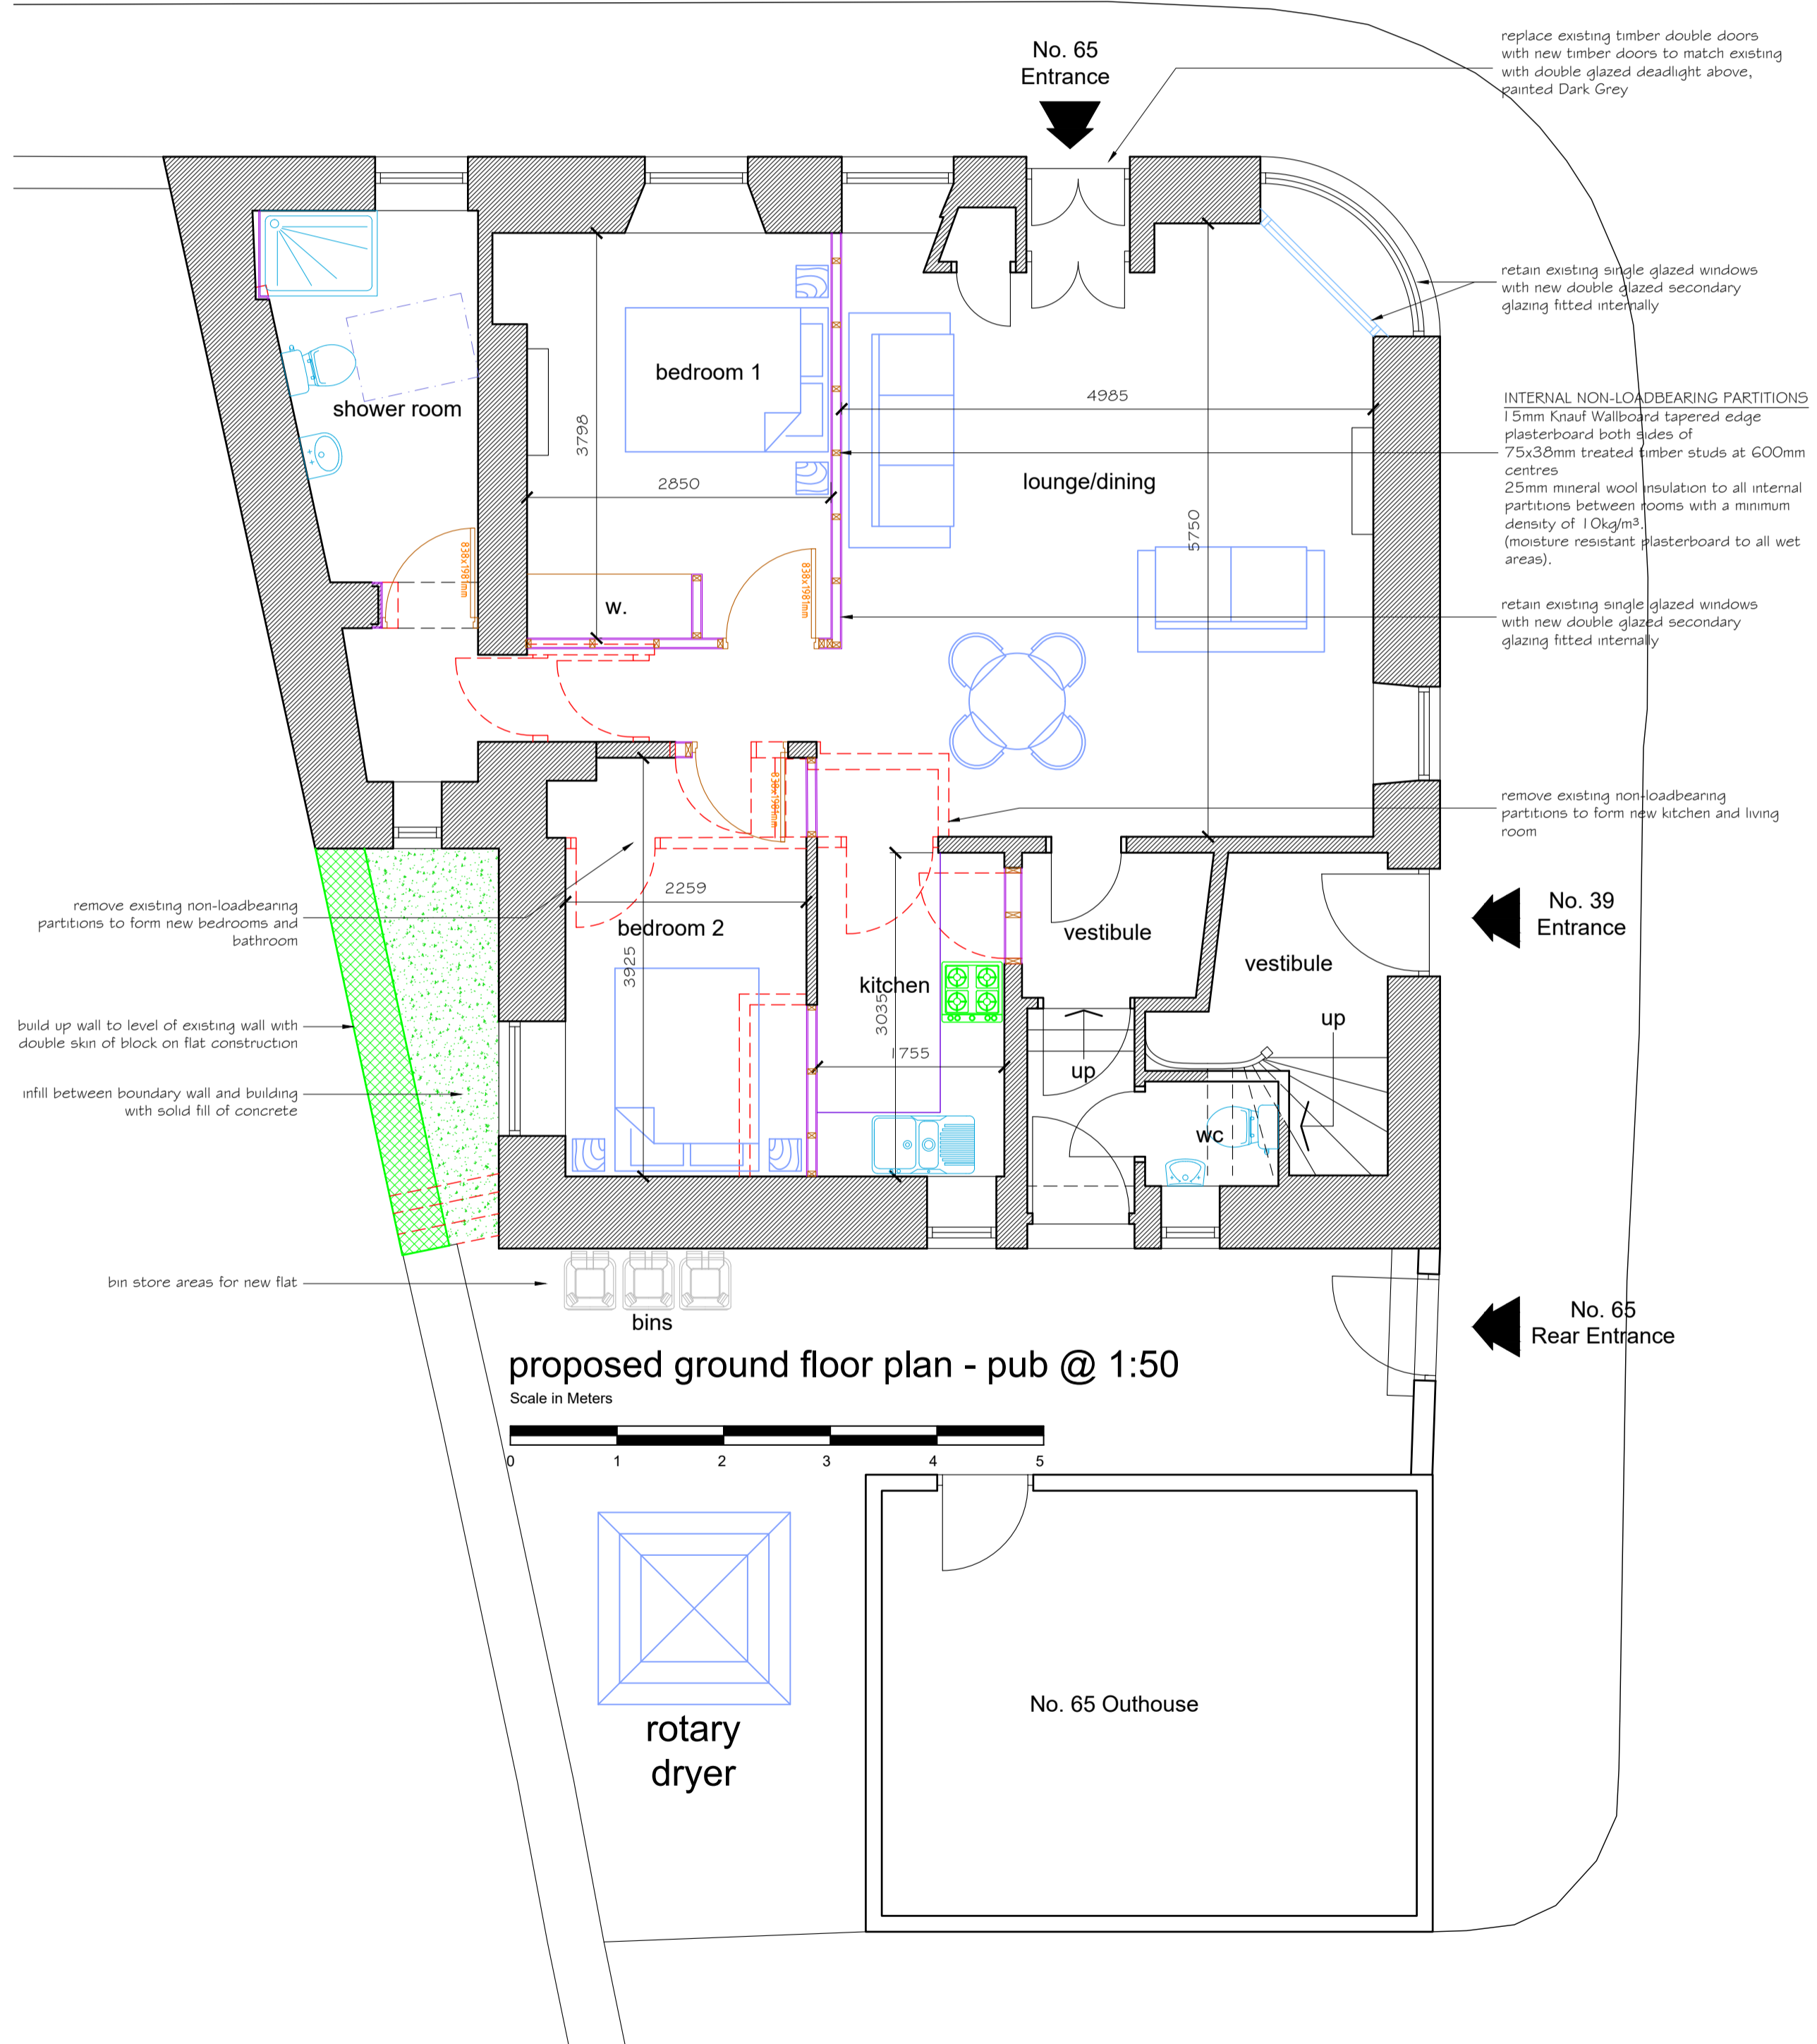 No. 65
Entrance
replace existing timber double doors
with new timber doors to match existing
with double glazed deadlight above,
painted Dark Grey
retain existing single glazed windows
with new double glazed secondary
glazing fitted internally
INTERNAL NON-LOADBEARING PARTITIONS
15mm Knauf Wallboard tapered edge
plasterboard both sides of
75x38mm treated timber studs at 600mm
centres
25mm mineral wool insulation to all internal
partitions between rooms with a minimum
density of 10kg/m³.
(moisture resistant plasterboard to all wet
areas).
retain existing single glazed windows
with new double glazed secondary
glazing fitted internally
remove existing non-loadbearing
partitions to form new kitchen and living
room
shower room
838x1981mm
bedroom 1
3798
2850
w.
838x1981mm
4985
lounge/dining
5750
838x1981mm
2259
bedroom 2
3925
kitchen
3035
1755
vestibule
up
vestibule
up
wc
No. 39
Entrance
remove existing non-loadbearing
partitions to form new bedrooms and
bathroom
build up wall to level of existing wall with
double skin of block on flat construction
infill between boundary wall and building
with solid fill of concrete
bin store areas for new flat
bins
No. 65
Rear Entrance
proposed ground floor plan - pub @ 1:50
Scale in Meters
0 1 2 3 4 5
rotary
dryer
No. 65 Outhouse